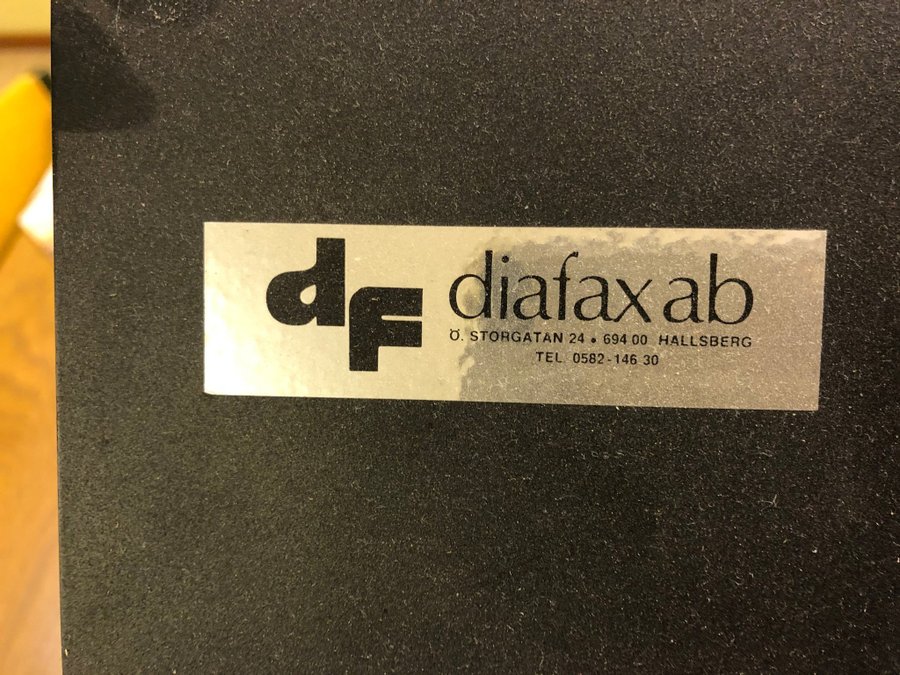 dF
diafax ab
Ö. STORGATAN 24 • 694 00 HALLSBERG
TEL. 0582-146 30